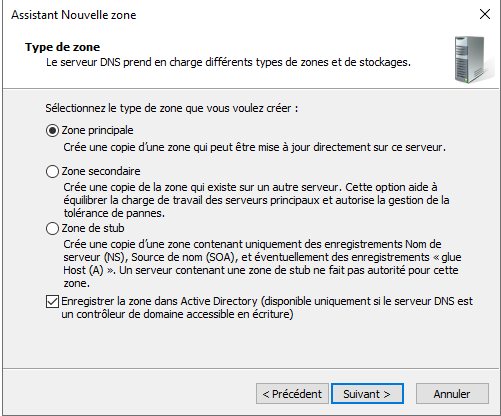 Assistant Nouvelle zone
Type de zone
Le serveur DNS prend en charge différents types de zones et de stockages.
Sélectionnez le type de zone que vous voulez créer :
Zone principale
Crée une copie d'une zone qui peut être mise à jour directement sur ce serveur.
Zone secondaire
Crée une copie de la zone qui existe sur un autre serveur. Cette option aide à
équilibrer la charge de travail des serveurs principaux et autorise la gestion de la
tolérance de pannes.
Zone de stub
Crée une copie d'une zone contenant uniquement des enregistrements Nom de
serveur (NS), Source de nom (SOA), et éventuellement des enregistrements « glue
Host (A) ». Un serveur contenant une zone de stub ne fait pas autorité pour cette
zone.
Enregistrer la zone dans Active Directory (disponible uniquement si le serveur DNS est
un contrôleur de domaine accessible en écriture)
< Précédent
Suivant >
Annuler